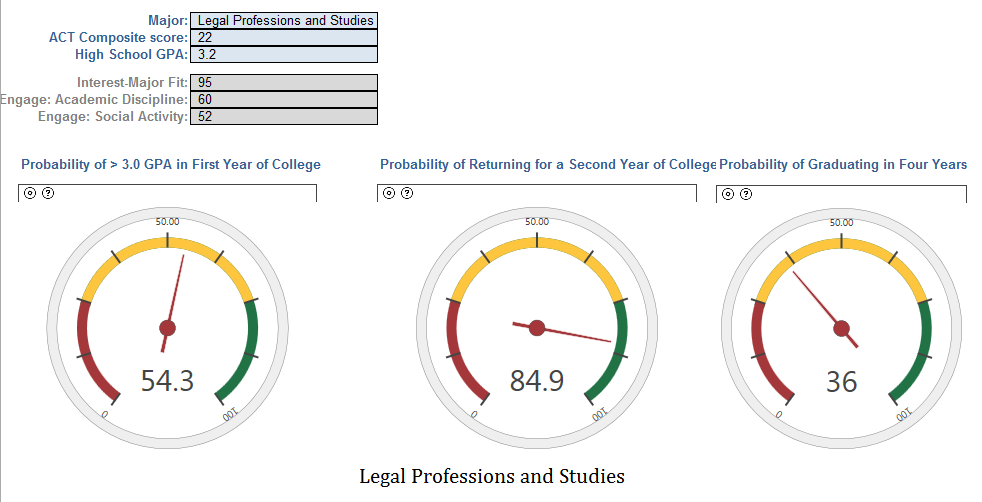 Major: Legal Professions and Studies
ACT Composite score: 22
High School GPA: 3.2
Interest-Major Fit: 95
Engage: Academic Discipline: 60
Engage: Social Activity: 52
Probability of > 3.0 GPA in First Year of College
Probability of Returning for a Second Year of College
Probability of Graduating in Four Years
50.00
0
100
54.3
50.00
0
100
84.9
50.00
0
100
36
Legal Professions and Studies